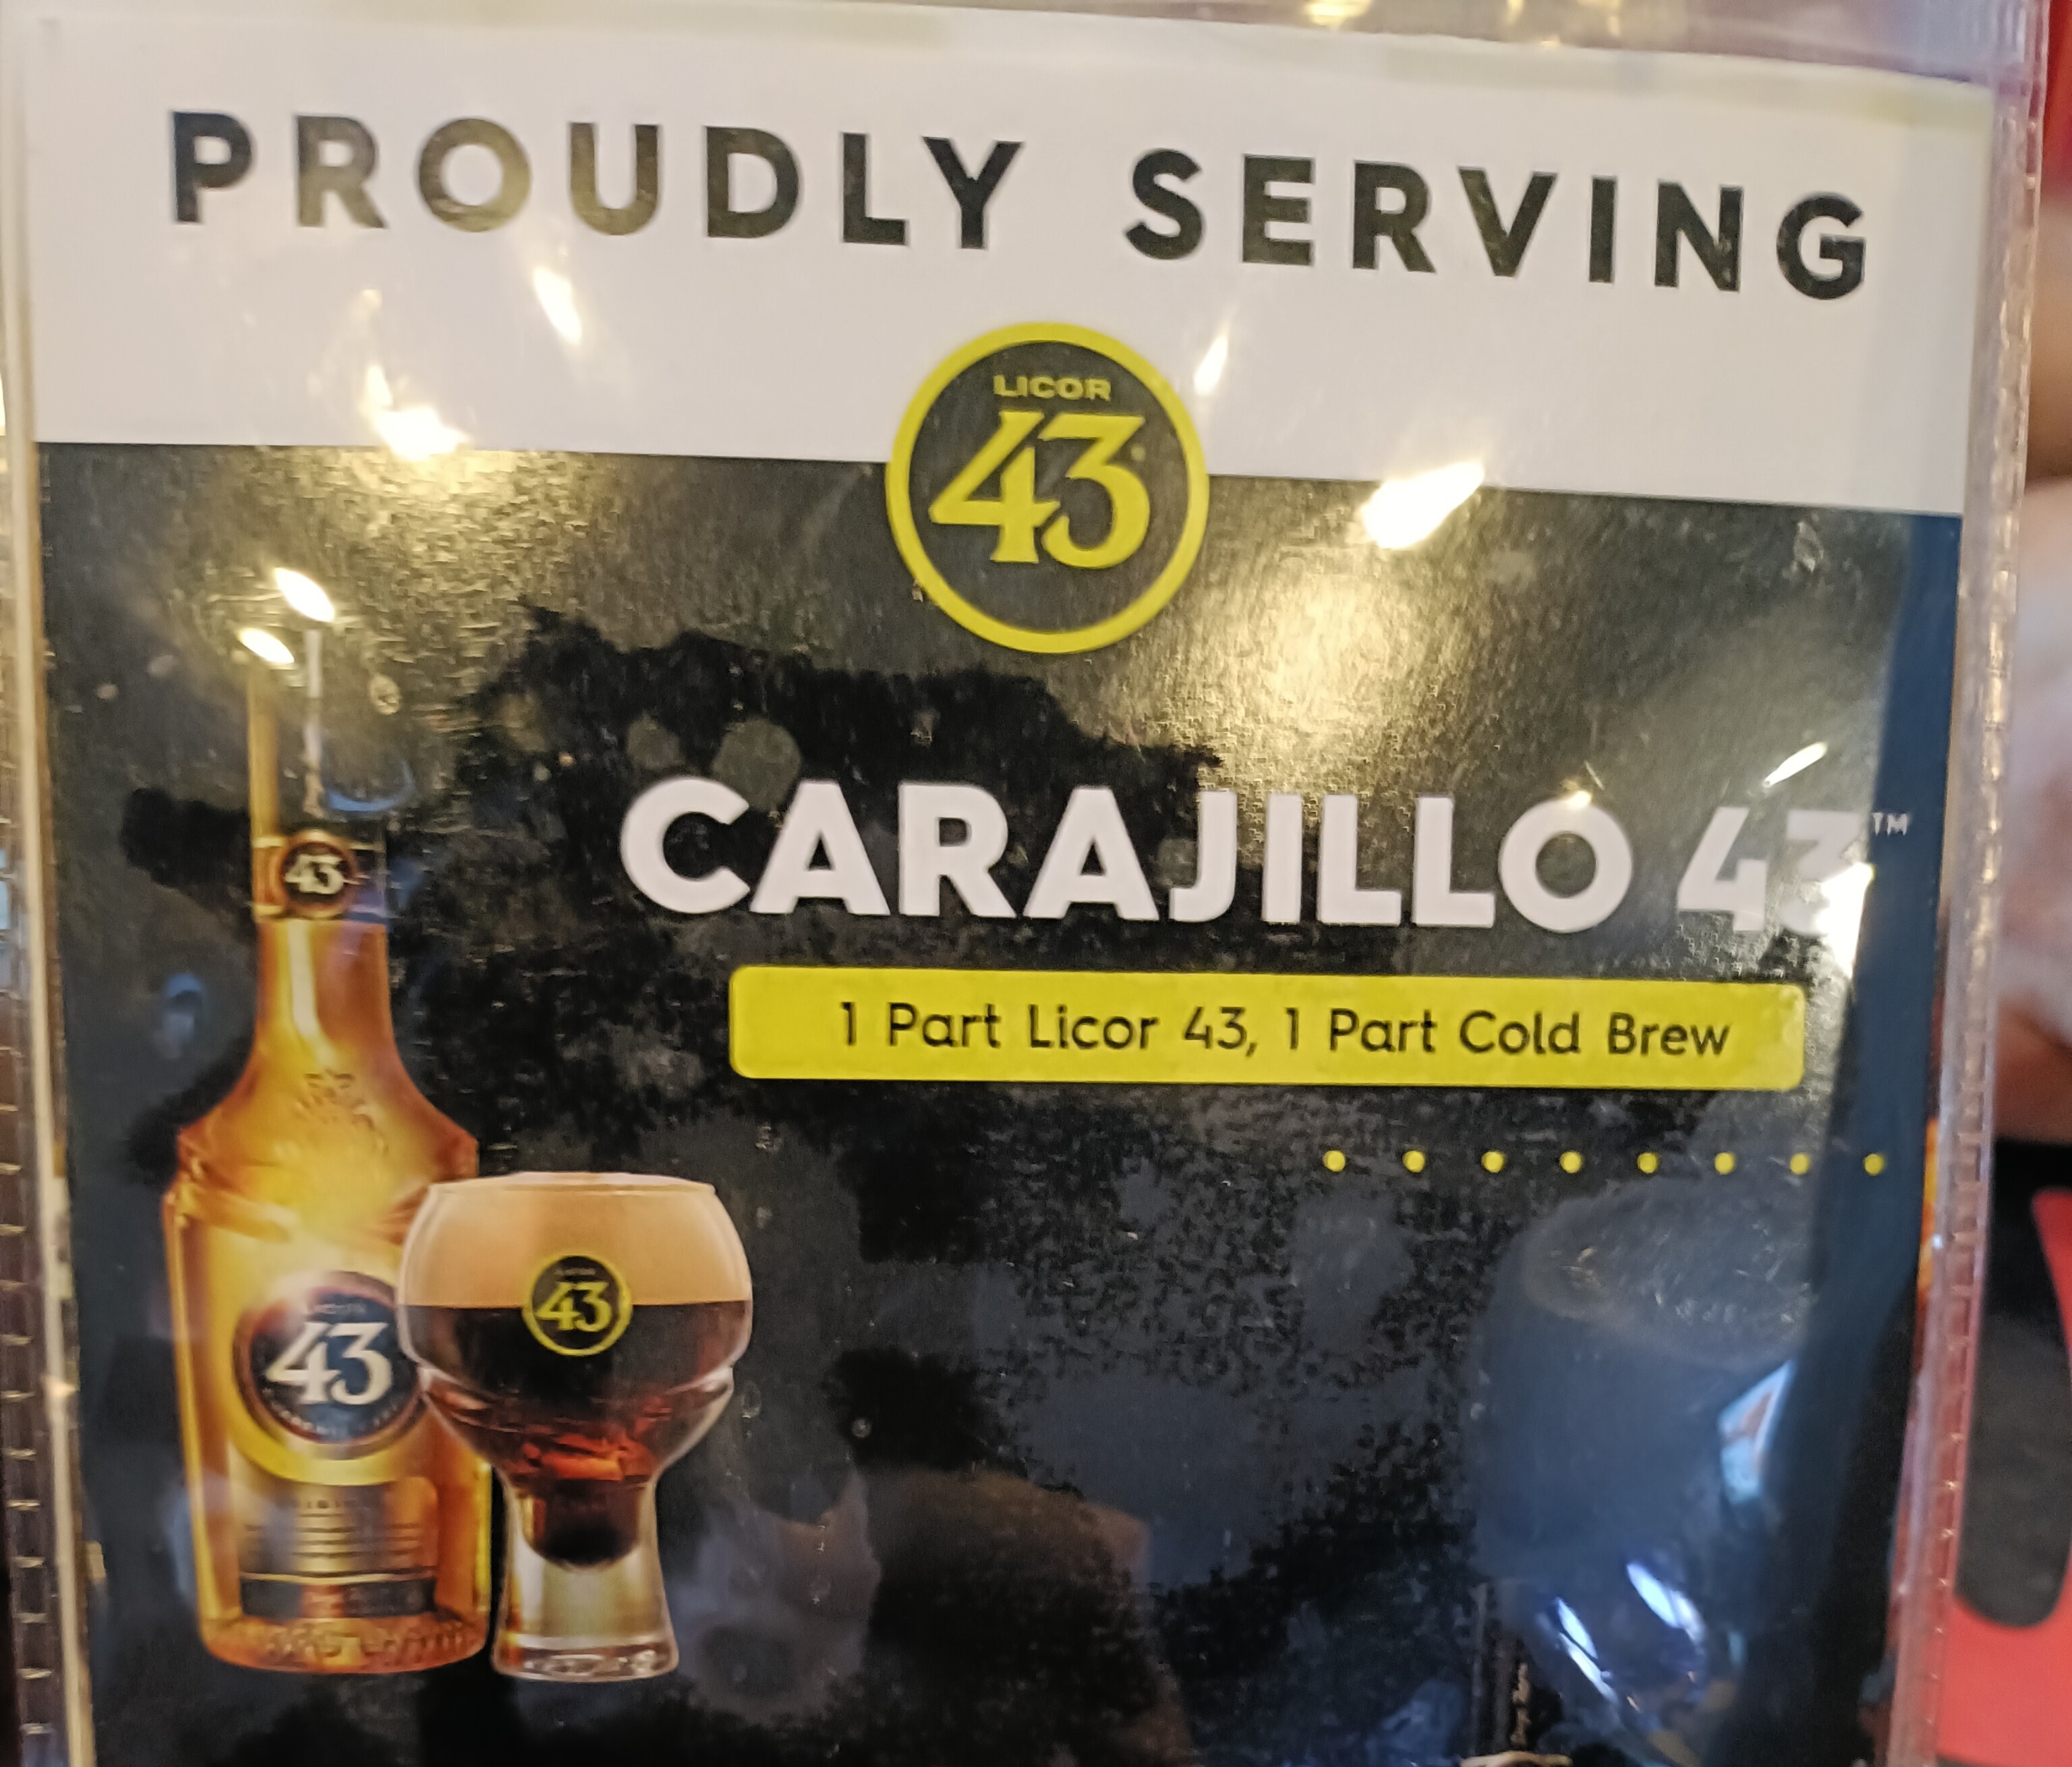 PROUDLY SERVING
LICOR
43
CARAJILLO 43™
1 Part Licor 43, 1 Part Cold Brew
43
43
43